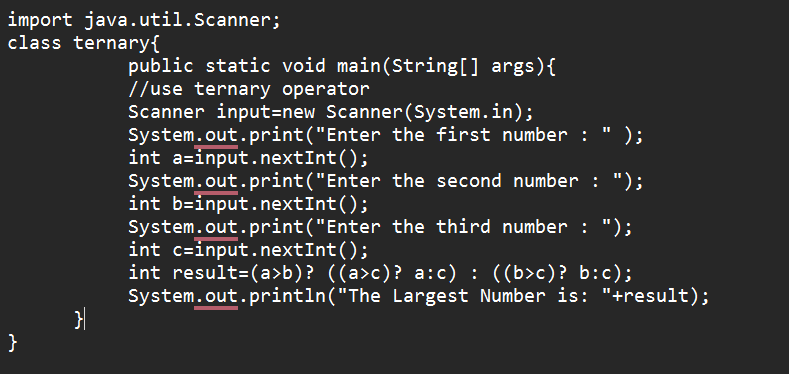 import java.util.Scanner;
class ternary{
public static void main(String[] args){
//use ternary operator
Scanner input=new Scanner(System.in);
System.out.print("Enter the first number : " );
int a=input.nextInt();
System.out.print("Enter the second number : ");
int b=input.nextInt();
System.out.print("Enter the third number : ");
int c=input.nextInt();
int result=(a>b)? ((a>c)? a:c) : ((b>c)? b:c);
System.out.println("The Largest Number is: "+result);
}
}